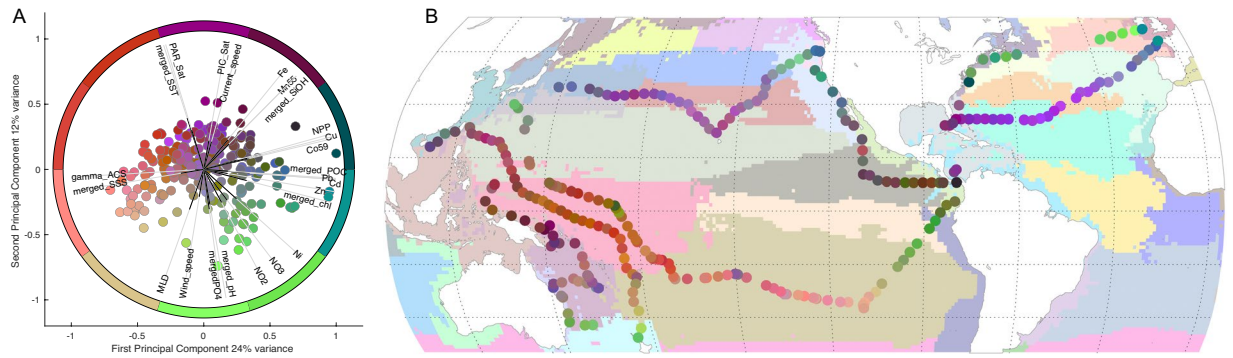 A
B
1
0.5
0
-0.5
-1
-1
-0.5
0
0.5
1
Second Principal Component 12% variance
First Principal Component 24% variance
PAR_Sat
merged_SST
PIC_Sat
Current_speed
Fe
Mn55
merged_SiOH
NPP
Cu
Co59
merged_POC
Cd
Zn
merged_chl
Ni
NO3
NO2
merged_pH
mergedPO4
Wind_speed
MLD
gamma_ACS
merged_SSS